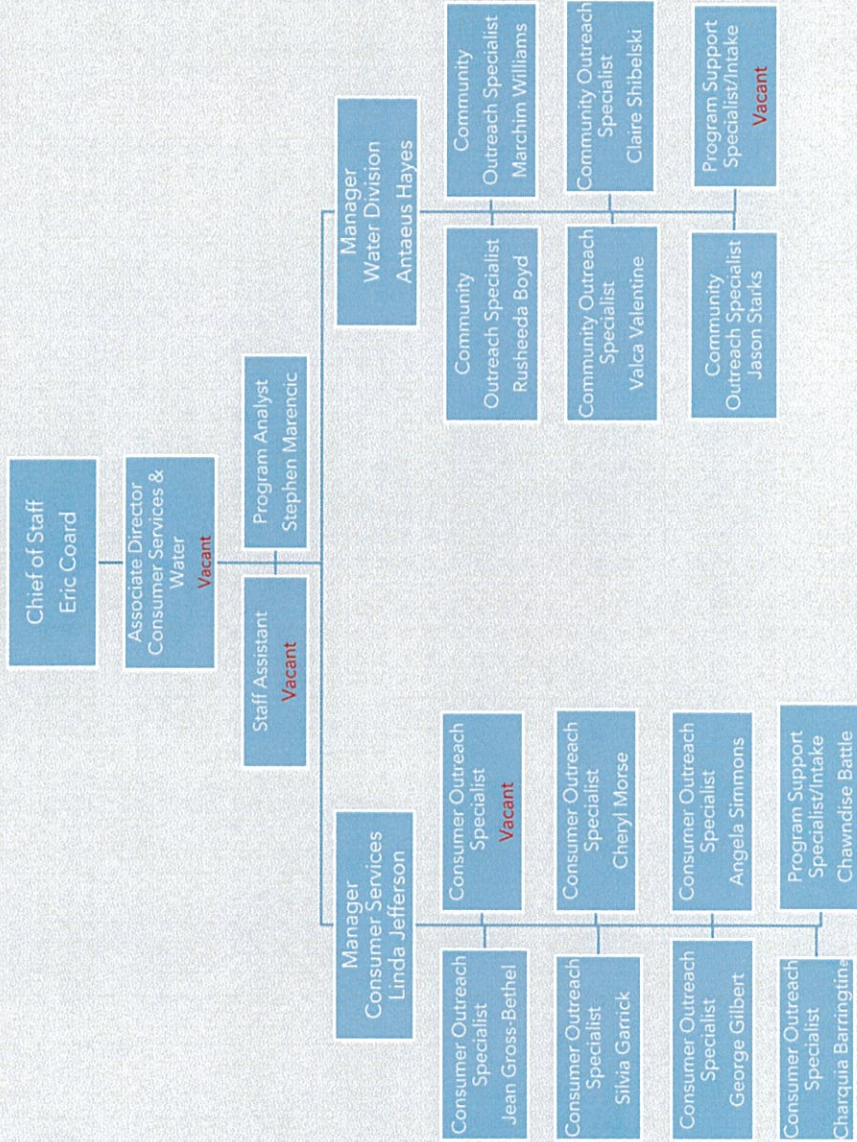 Chief of Staff
Eric Coard
Associate Director
Consumer Services &
Water
Vacant
Staff Assistant
Vacant
Program Analyst
Stephen Marencic
Manager
Consumer Services
Linda Jefferson
Consumer Outreach
Specialist
Jean Gross-Bethel
Consumer Outreach
Specialist
Vacant
Consumer Outreach
Specialist
Silvia Garrick
Consumer Outreach
Specialist
Cheryl Morse
Consumer Outreach
Specialist
George Gilbert
Consumer Outreach
Specialist
Angela Simmons
Consumer Outreach
Specialist
Charquia Barringtine
Program Support
Specialist/Intake
Chawndise Battle
Manager
Water Division
Antaeus Hayes
Community
Outreach Specialist
Rusheeda Boyd
Community
Outreach Specialist
Marchim Williams
Community Outreach
Specialist
Valca Valentine
Community Outreach
Specialist
Claire Shibelski
Community
Outreach Specialist
Jason Starks
Program Support
Specialist/Intake
Vacant